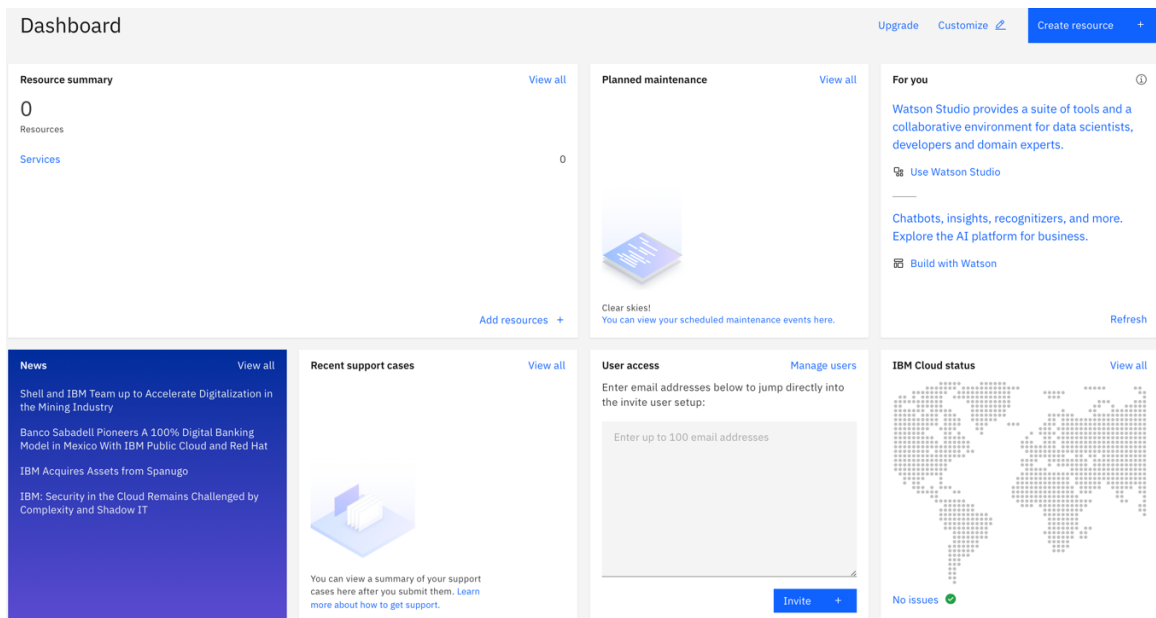 Dashboard
Upgrade
Customize
Create resource +
Resource summary
View all
0
Resources
Services
0
Add resources +
Planned maintenance
View all
Clear skies!
You can view your scheduled maintenance events here.
For you
Watson Studio provides a suite of tools and a
collaborative environment for data scientists,
developers and domain experts.
Use Watson Studio
Chatbots, insights, recognitizers, and more.
Explore the AI platform for business.
Build with Watson
Refresh
News
View all
Shell and IBM Team up to Accelerate Digitalization in
the Mining Industry
Banco Sabadell Pioneers A 100% Digital Banking
Model in Mexico With IBM Public Cloud and Red Hat
IBM Acquires Assets from Spanugo
IBM: Security in the Cloud Remains Challenged by
Complexity and Shadow IT
Recent support cases
View all
You can view a summary of your support
cases here after you submit them. Learn
more about how to get support.
User access
Manage users
Enter email addresses below to jump directly into
the invite user setup:
Enter up to 100 email addresses
Invite +
IBM Cloud status
View all
No issues